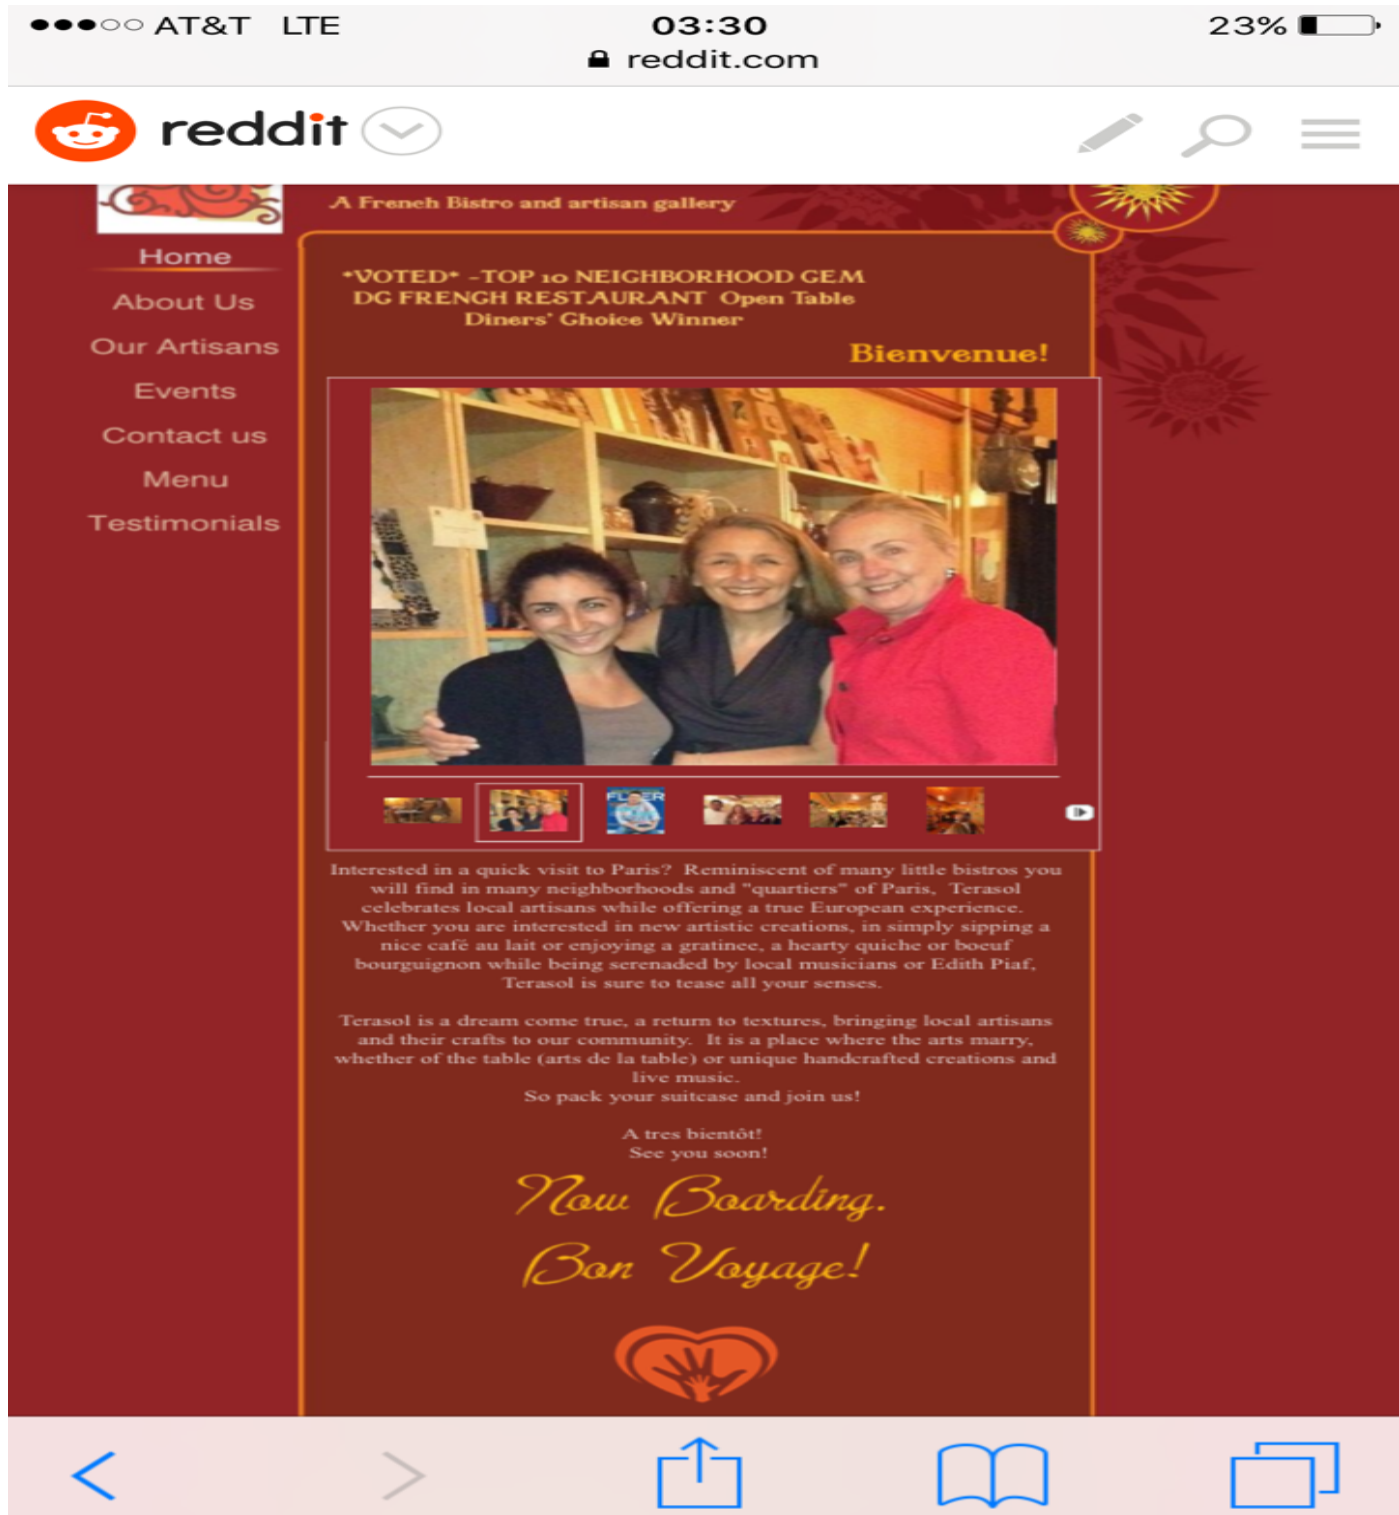 AT&T LTE 03:30 23%
reddit.com
reddit
A French Bistro and artisan gallery
Home
About Us
Our Artisans
Events
Contact us
Menu
Testimonials
*VOTED* -TOP 10 NEIGHBORHOOD GEM
DG FRENCH RESTAURANT Open Table
Diners' Choice Winner
Bienvenue!
FLYER
Interested in a quick visit to Paris? Reminiscent of many little bistros you
will find in many neighborhoods and "quartiers" of Paris, Terasol
celebrates local artisans while offering a true European experience.
Whether you are interested in new artistic creations, in simply sipping a
nice café au lait or enjoying a gratinee, a hearty quiche or boeuf
bourguignon while being serenaded by local musicians or Edith Piaf,
Terasol is sure to tease all your senses.
Terasol is a dream come true, a return to textures, bringing local artisans
and their crafts to our community. It is a place where the arts marry,
whether of the table (arts de la table) or unique handcrafted creations and
live music.
So pack your suitcase and join us!
A tres bientôt!
See you soon!
Now Boarding.
Bon Voyage!